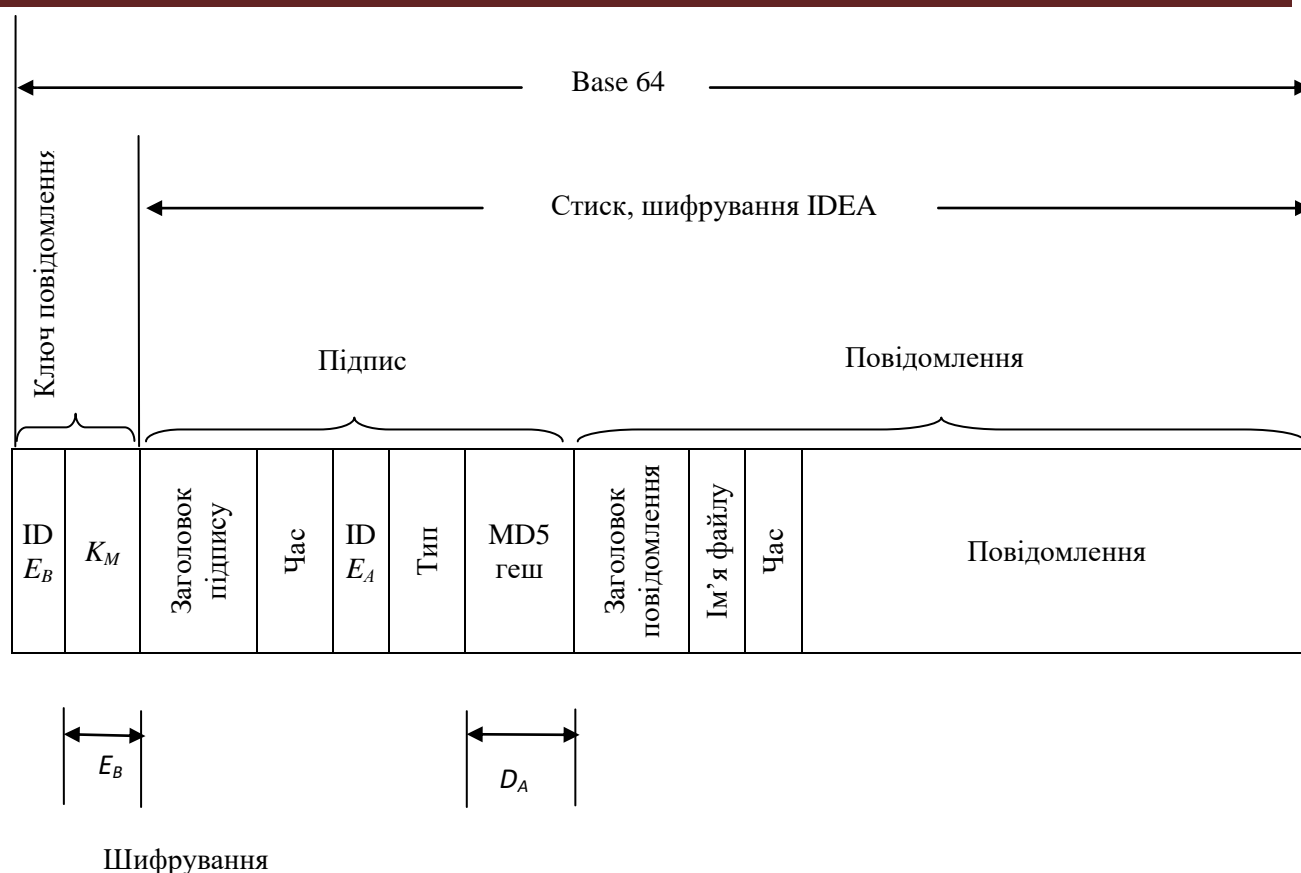 Base 64
Ключ повідомлення
Стиск, шифрування IDEA
Підпис
Повідомлення
ID
E_B
K_M
Заголовок
підпису
Час
ID
E_A
Тип
MD5
геш
Заголовок
повідомлення
Ім’я файлу
Час
Повідомлення
E_B
D_A
Шифрування